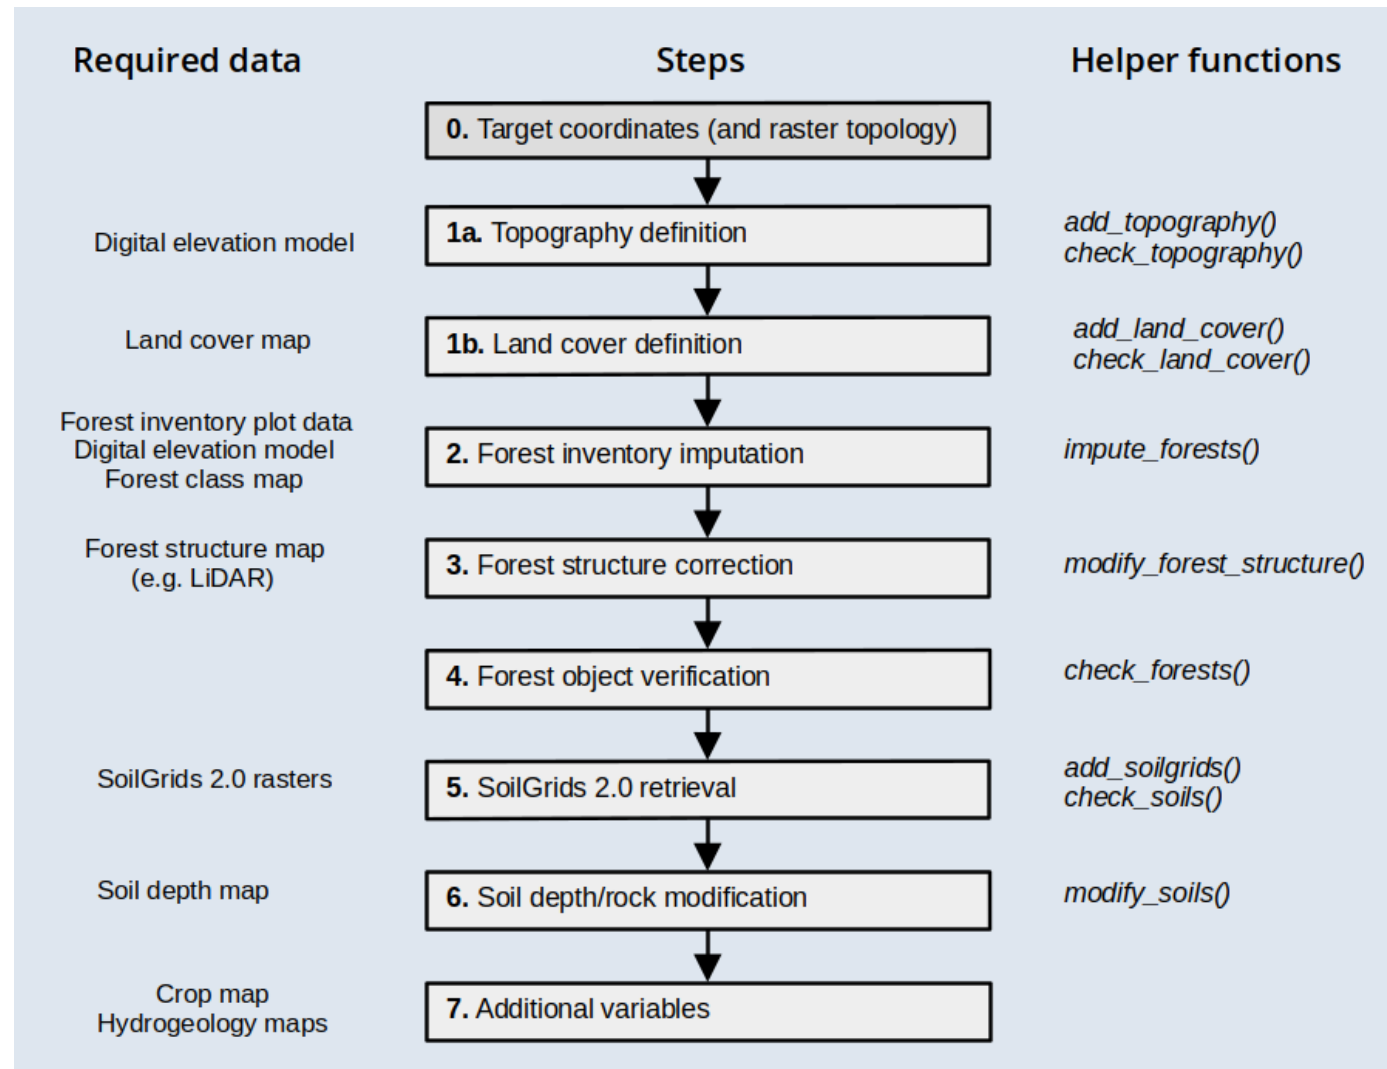 Required data
Steps
Helper functions
0. Target coordinates (and raster topology)
Digital elevation model
1a. Topography definition
add_topography()
check_topography()
Land cover map
1b. Land cover definition
add_land_cover()
check_land_cover()
Forest inventory plot data
Digital elevation model
Forest class map
2. Forest inventory imputation
impute_forests()
Forest structure map
(e.g. LiDAR)
3. Forest structure correction
modify_forest_structure()
4. Forest object verification
check_forests()
SoilGrids 2.0 rasters
5. SoilGrids 2.0 retrieval
add_soilgrids()
check_soils()
Soil depth map
6. Soil depth/rock modification
modify_soils()
Crop map
Hydrogeology maps
7. Additional variables